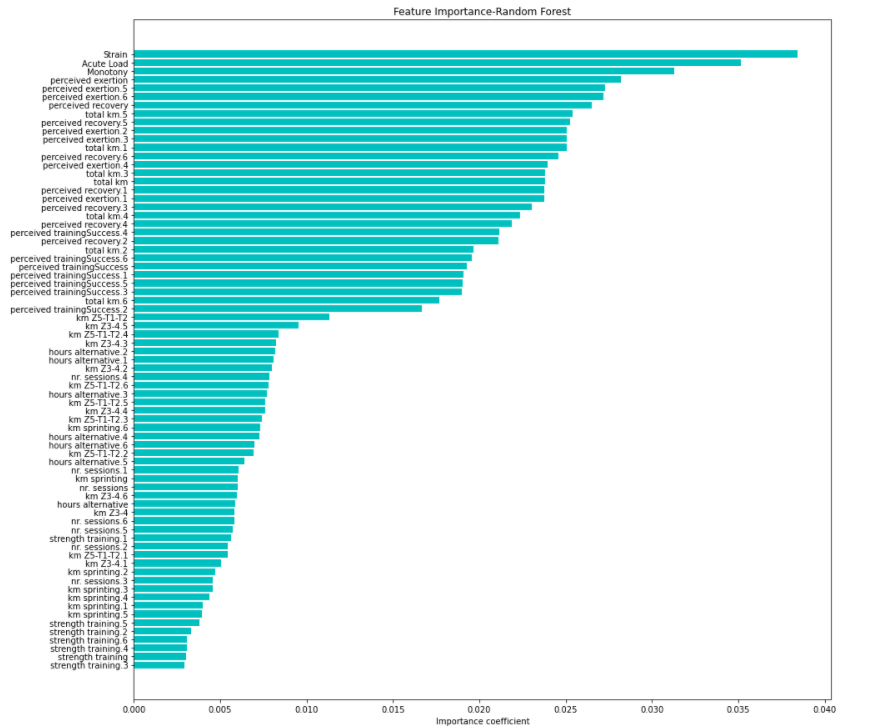 Feature Importance-Random Forest
Strain
Acute Load
Monotony
perceived exertion
perceived exertion.5
perceived exertion.6
perceived recovery
total km.5
perceived recovery.5
perceived exertion.2
perceived exertion.3
total km.1
perceived recovery.6
perceived exertion.4
total km.3
total km
perceived recovery.1
perceived exertion.1
perceived recovery.3
total km.4
perceived recovery.4
perceived trainingSuccess.4
perceived recovery.2
total km.2
perceived trainingSuccess.6
perceived trainingSuccess
perceived trainingSuccess.1
perceived trainingSuccess.5
perceived trainingSuccess.3
total km.6
perceived trainingSuccess.2
km Z5-T1-T2
km Z3-4.5
km Z5-T1-T2.4
km Z3-4.3
hours alternative.2
hours alternative.1
km Z3-4.2
nr. sessions.4
km Z5-T1-T2.6
hours alternative.3
km Z5-T1-T2.5
km Z3-4.4
km Z5-T1-T2.3
km sprinting.6
hours alternative.4
hours alternative.6
km Z5-T1-T2.2
hours alternative.5
nr. sessions.1
km sprinting
nr. sessions
km Z3-4.6
hours alternative
km Z3-4
nr. sessions.6
nr. sessions.5
strength training.1
nr. sessions.2
km Z5-T1-T2.1
km Z3-4.1
km sprinting.2
nr. sessions.3
km sprinting.3
km sprinting.4
km sprinting.1
km sprinting.5
strength training.5
strength training.2
strength training.6
strength training.4
strength training
strength training.3
0.000 0.005 0.010 0.015 0.020 0.025 0.030 0.035 0.040
Importance coefficient